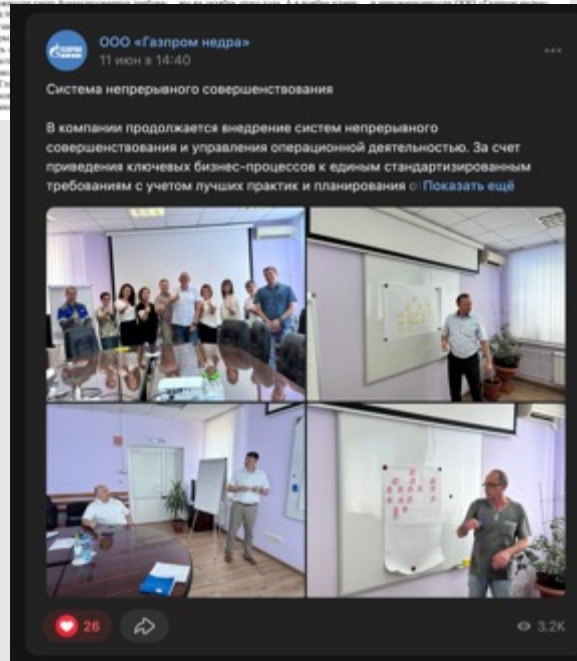 ООО «Газпром недра»
11 июн в 14:40
Система непрерывного совершенствования
В компании продолжается внедрение систем непрерывного
совершенствования и управления операционной деятельностью. За счет
приведения ключевых бизнес-процессов к единым стандартизированным
требованиям с учетом лучших практик и планирования о Показать ещё
26
3.2K